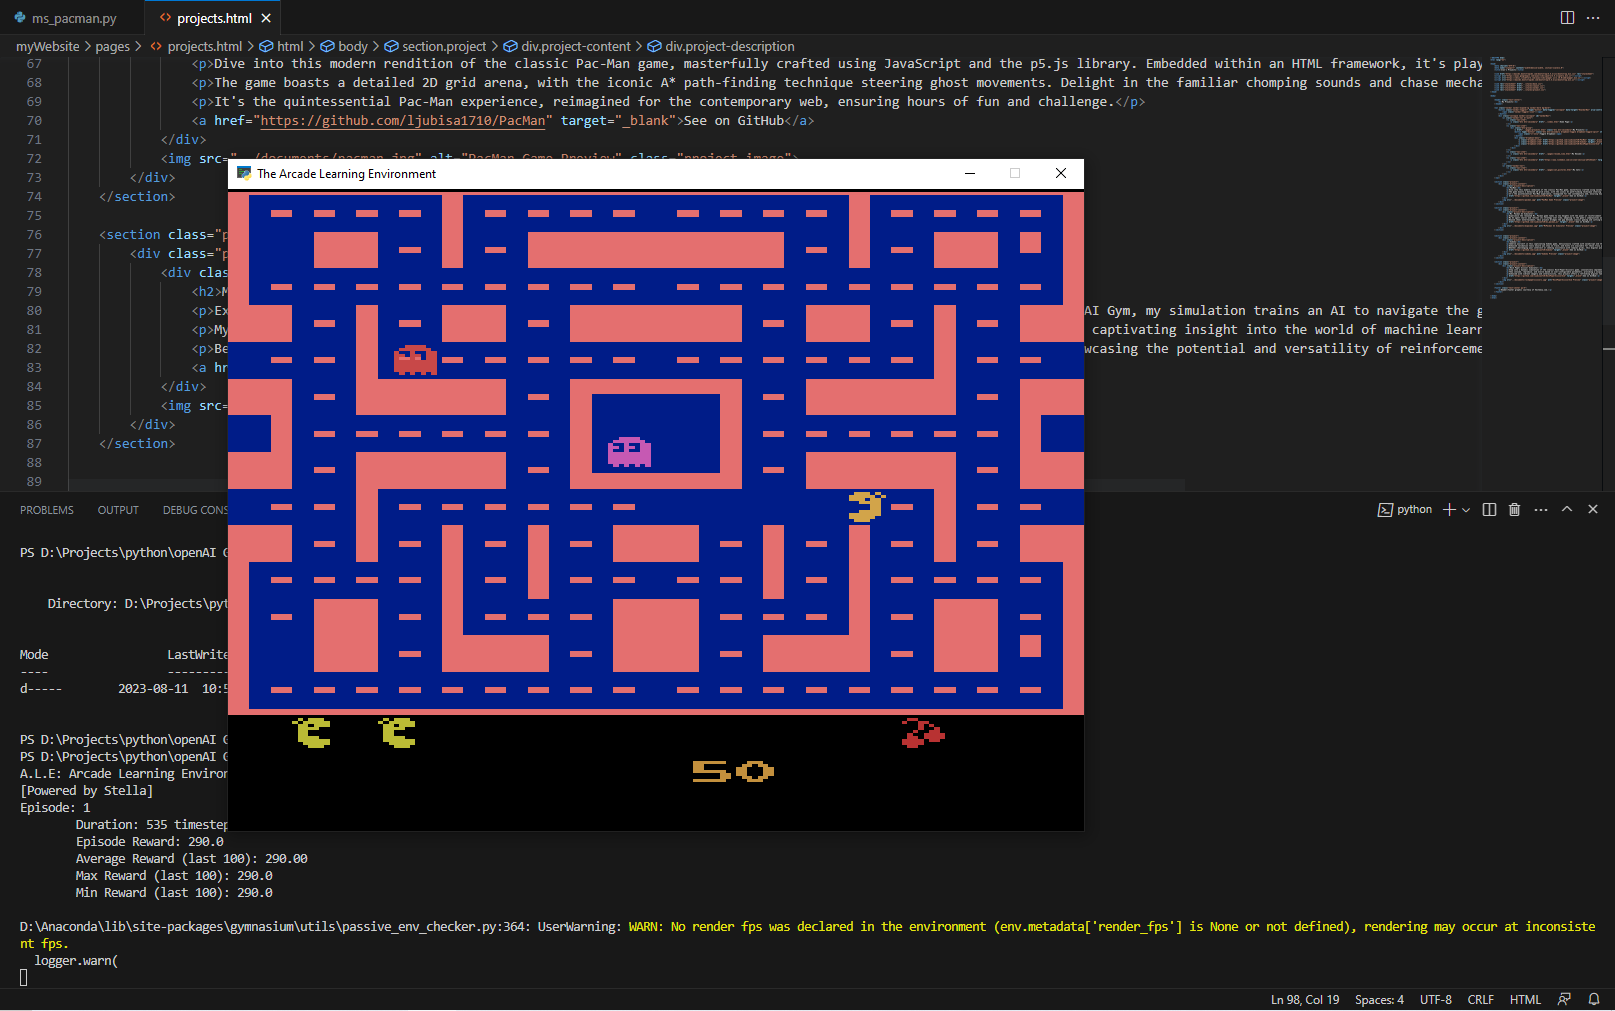 ms_pacman.py
projects.html
myWebsite > pages > projects.html > html > body > section.project > div.project-content > div.project-description
67 <p>Dive into this modern rendition of the classic Pac-Man game, masterfully crafted using JavaScript and the p5.js library. Embedded within an HTML framework, it's play
68 <p>The game boasts a detailed 2D grid arena, with the iconic A* path-finding technique steering ghost movements. Delight in the familiar chomping sounds and chase mecha
69 <p>It's the quintessential Pac-Man experience, reimagined for the contemporary web, ensuring hours of fun and challenge.</p>
70 <a href="https://github.com/ljubisa1710/PacMan" target="_blank">See on GitHub</a>
71 </div>
72 <img src="../documents/pacman.png" alt="PacMan Game Preview" class="project-image">
73 </div>
74 </section>
75
76 <section class="p
77 <div class="p
78 <div clas
79 <h2>M
80 <p>Ex AI Gym, my simulation trains an AI to navigate the g
81 <p>My captivating insight into the world of machine learn
82 <p>Be wcasing the potential and versatility of reinforceme
83 <a hr
84 </div>
85 <img src=
86 </div>
87 </section>
88
89
The Arcade Learning Environment
50
PROBLEMS OUTPUT DEBUG CONS
python
PS D:\Projects\python\openAI G
Directory: D:\Projects\pyt
Mode LastWrite
---- ---------
d----- 2023-08-11 10:5
PS D:\Projects\python\openAI G
PS D:\Projects\python\openAI G
A.L.E: Arcade Learning Environ
[Powered by Stella]
Episode: 1
Duration: 535 timestep
Episode Reward: 290.0
Average Reward (last 100): 290.00
Max Reward (last 100): 290.0
Min Reward (last 100): 290.0
D:\Anaconda\lib\site-packages\gymnasium\utils\passive_env_checker.py:364: UserWarning: WARN: No render fps was declared in the environment (env.metadata['render_fps'] is None or not defined), rendering may occur at inconsiste
nt fps.
logger.warn(
Ln 98, Col 19 Spaces: 4 UTF-8 CRLF HTML